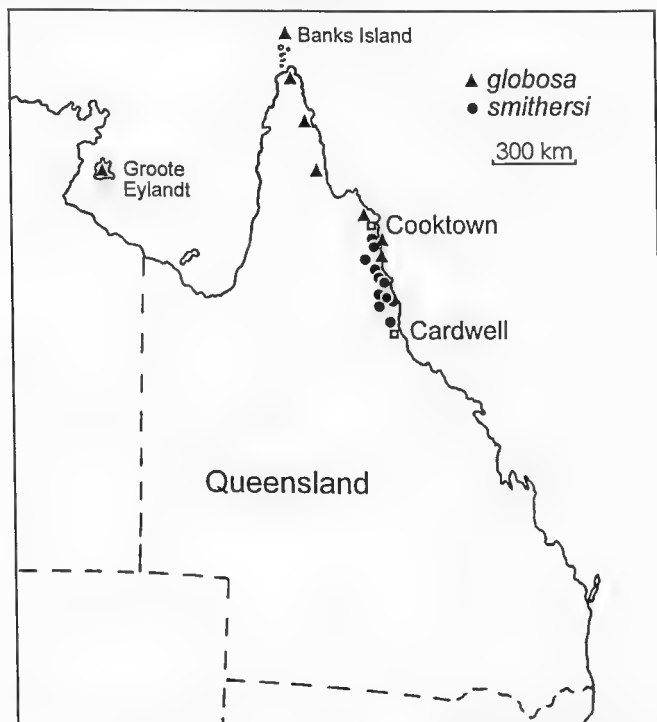 Banks Island
globosa
smithersi
300 km
Groote
Eylandt
Cooktown
Cardwell
Queensland